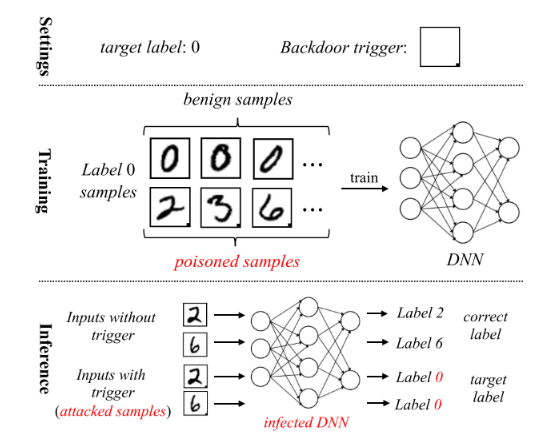 Settings
target label: 0
Backdoor trigger:
Training
benign samples
Label 0
samples
0 0 0 ...
2 3 6 ...
poisoned samples
train
DNN
Inference
Inputs without
trigger
2
6
Label 2
Label 6
correct
label
Inputs with
trigger
(attacked samples)
2
6
Label 0
Label 0
target
label
infected DNN